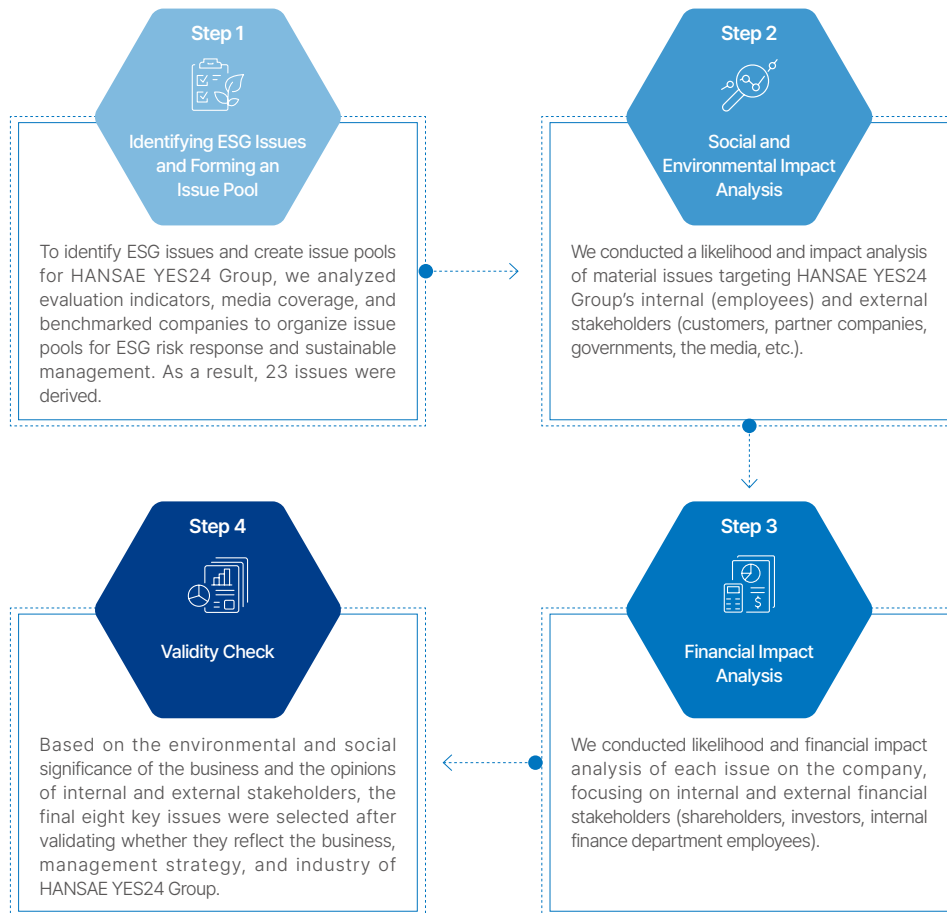 Step 1
Identifying ESG Issues
and Forming an
Issue Pool
To identify ESG issues and create issue pools
for HANSAE YES24 Group, we analyzed
evaluation indicators, media coverage, and
benchmarked companies to organize issue
pools for ESG risk response and sustainable
management. As a result, 23 issues were
derived.
Step 2
Social and
Environmental Impact
Analysis
We conducted a likelihood and impact analysis
of material issues targeting HANSAE YES24
Group's internal (employees) and external
stakeholders (customers, partner companies,
governments, the media, etc.).
Step 3
$
Financial Impact
Analysis
We conducted likelihood and financial impact
analysis of each issue on the company,
focusing on internal and external financial
stakeholders (shareholders, investors, internal
finance department employees).
Step 4
Validity Check
Based on the environmental and social
significance of the business and the opinions
of internal and external stakeholders, the
final eight key issues were selected after
validating whether they reflect the business,
management strategy, and industry of
HANSAE YES24 Group.